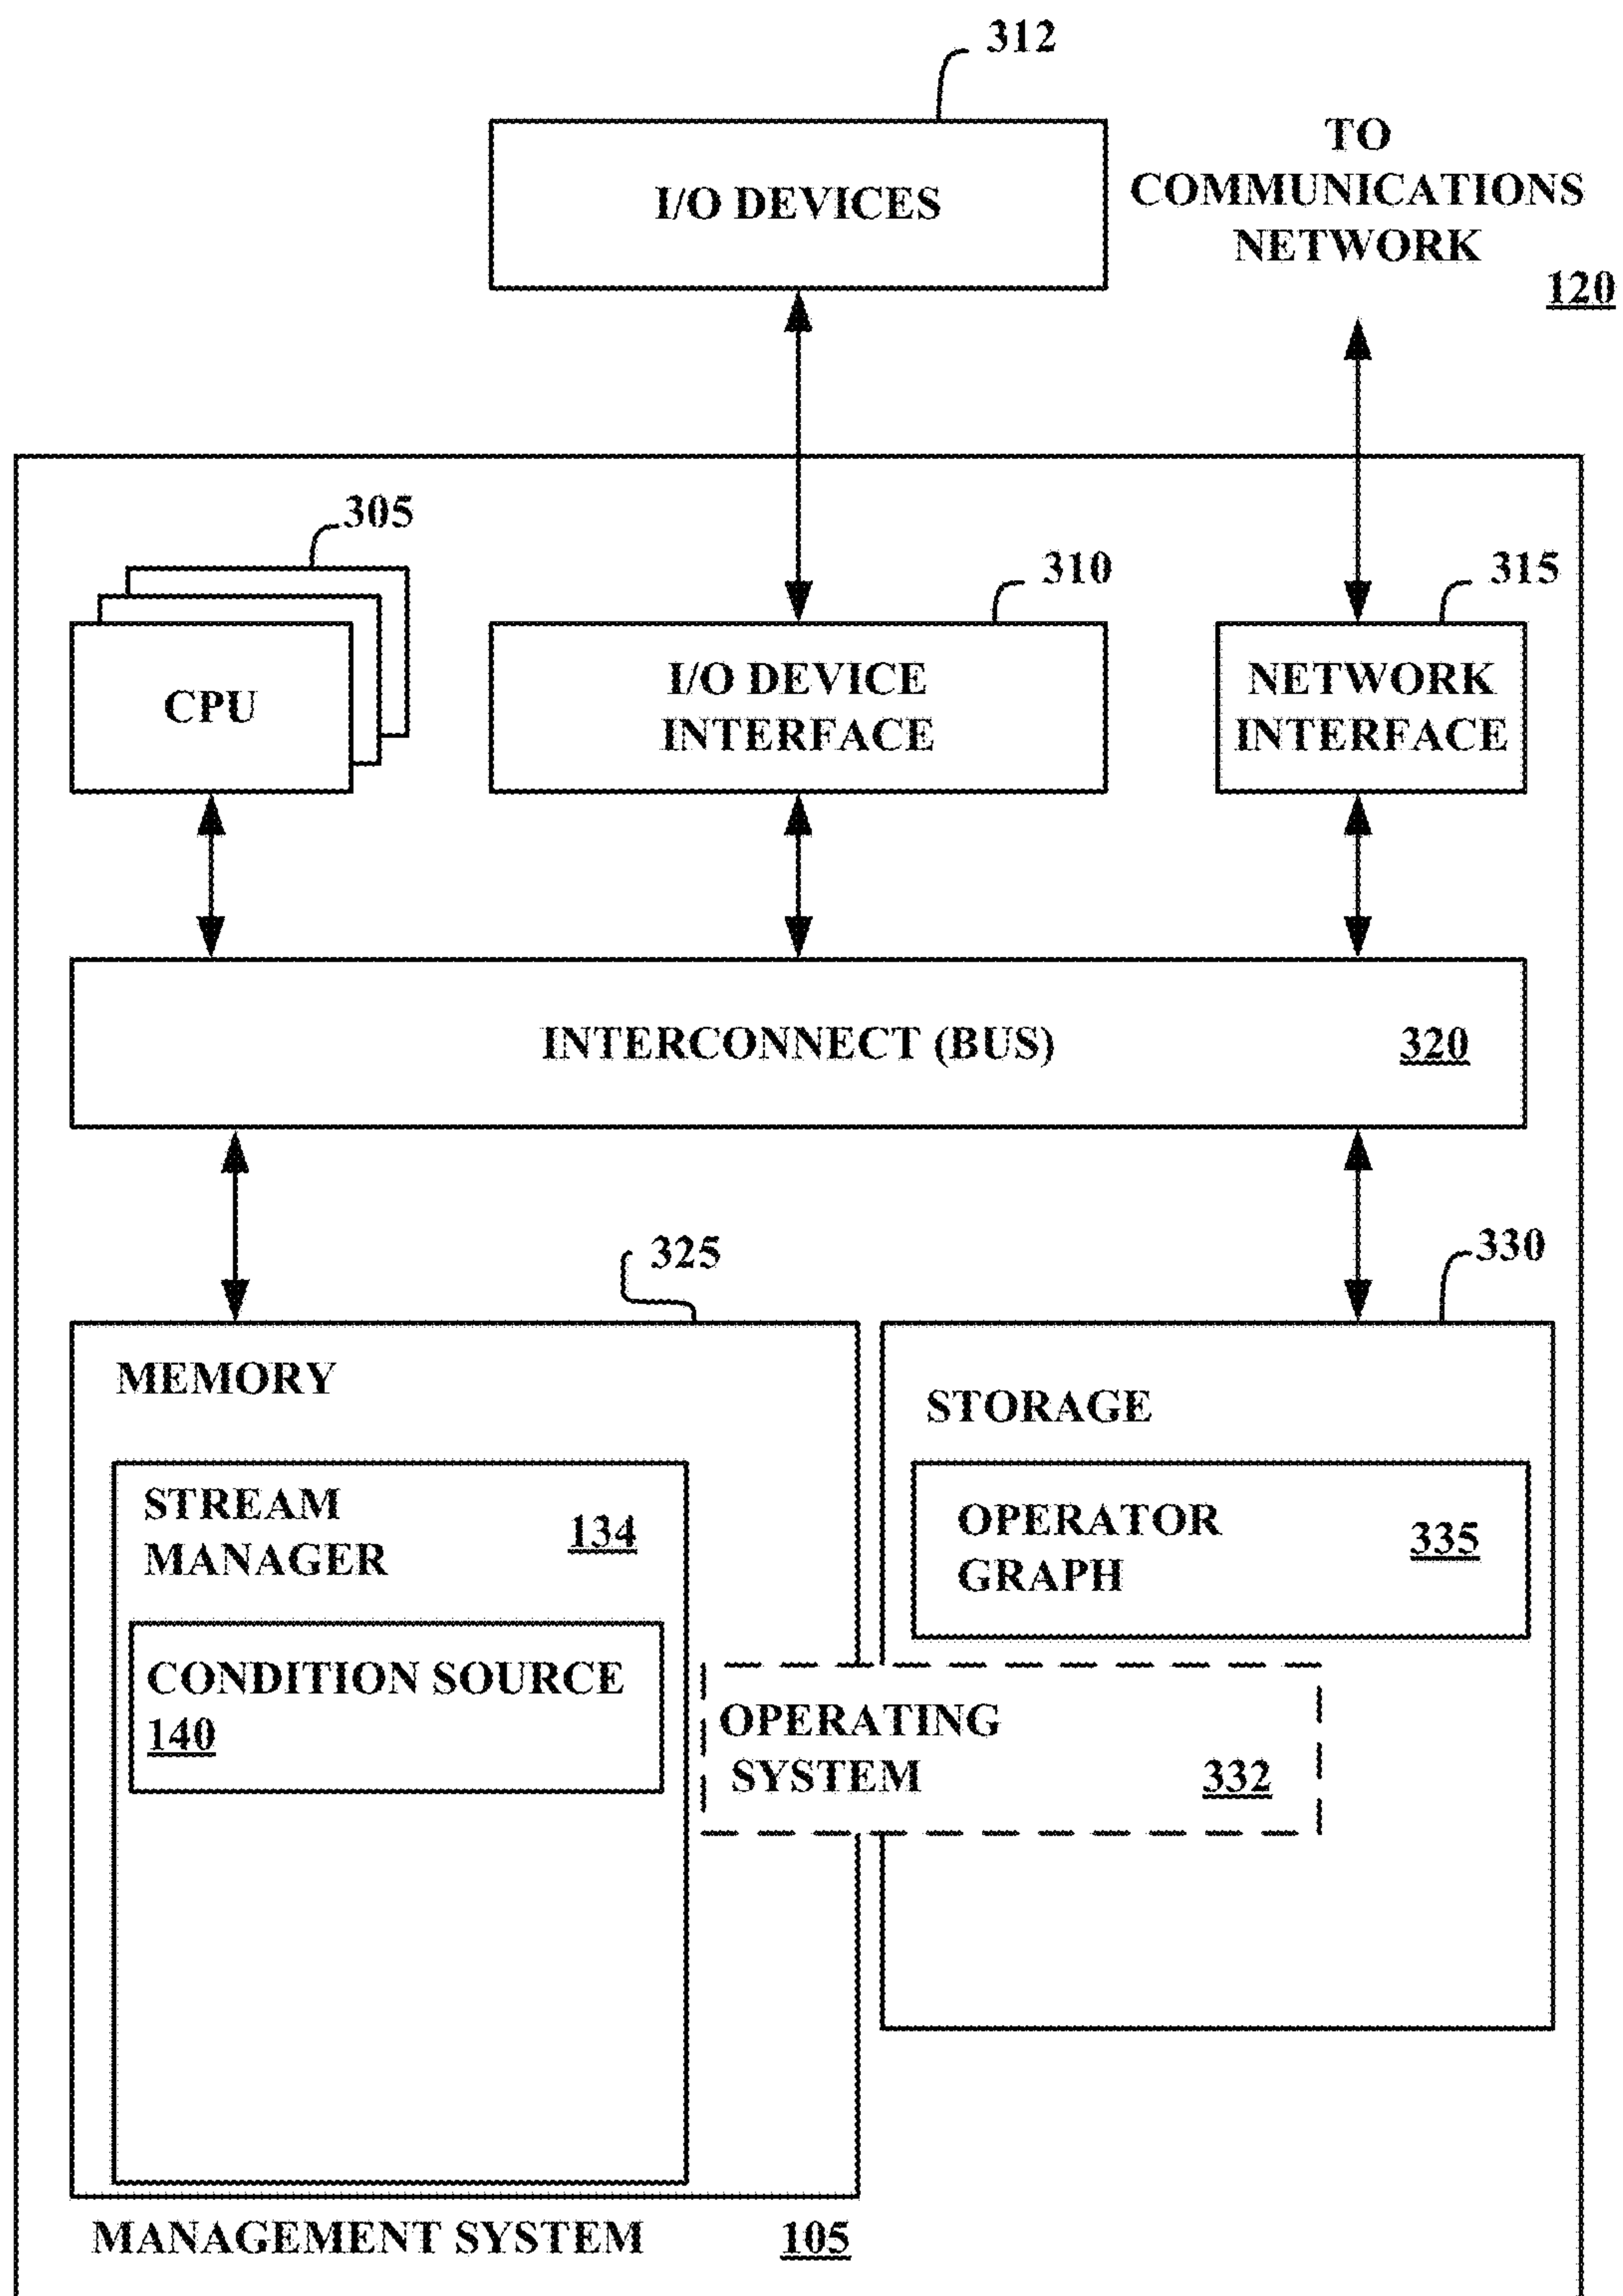 312
I/O DEVICES
TO
COMMUNICATIONS
NETWORK
120
305
310
315
CPU
I/O DEVICE
INTERFACE
NETWORK
INTERFACE
INTERCONNECT (BUS)
320
325
330
MEMORY
STORAGE
STREAM
MANAGER
134
OPERATOR
GRAPH
335
CONDITION SOURCE
140
OPERATING
SYSTEM
332
MANAGEMENT SYSTEM
105